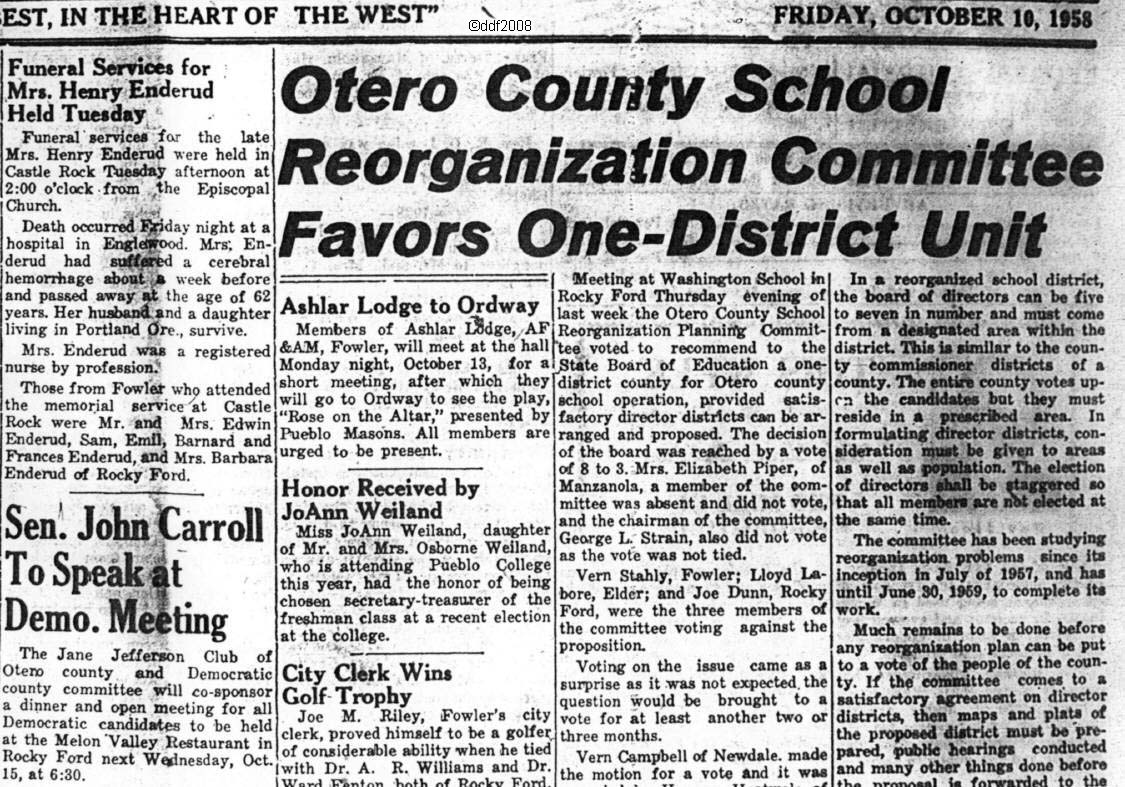 EST, IN THE HEART OF THE WEST"
©ddf2008
FRIDAY, OCTOBER 10, 1958
Funeral Services for
Mrs. Henry Enderud
Held Tuesday
Funeral services for the late
Mrs. Henry Enderud were held in
Castle Rock Tuesday afternoon at
2:00 o'clock from the Episcopal
Church.
Death occurred Friday night at a
hospital in Englewood. Mrs. En-
derud had suffered a cerebral
hemorrhage about a week before
and passed away at the age of 62
years. Her husband and a daughter
living in Portland Ore., survive.
Mrs. Enderud was a registered
nurse by profession.
Those from Fowler who attended
the memorial service at Castle
Rock were Mr. and Mrs. Edwin
Enderud, Sam, Emil, Barnard and
Frances Enderud, and Mrs. Barbara
Enderud of Rocky Ford.
Sen. John Carroll
To Speak at
Demo. Meeting
The Jane Jefferson Club of
Otero county and Democratic
county committee will co-sponsor
a dinner and open meeting for all
Democratic candidates to be held
at the Melon Valley Restaurant in
Rocky Ford next Wednesday, Oct.
15, at 6:30.
Otero County School
Reorganization Committee
Favors One-District Unit
Ashlar Lodge to Ordway
Members of Ashlar Lodge, AF
&AM, Fowler, will meet at the hall
Monday night, October 13, for a
short meeting, after which they
will go to Ordway to see the play,
"Rose on the Altar," presented by
Pueblo Masons. All members are
urged to be present.
Honor Received by
JoAnn Weiland
Miss JoAnn Weiland, daughter
of Mr. and Mrs. Osborne Weiland,
who is attending Pueblo College
this year, had the honor of being
chosen secretary-treasurer of the
freshman class at a recent election
at the college.
City Clerk Wins
Golf Trophy
Joe M. Riley, Fowler's city
clerk, proved himself to be a golfer
of considerable ability when he tied
with Dr. A. R. Williams and Dr.
Ward Fenton, both of Rocky Ford,
Meeting at Washington School in
Rocky Ford Thursday evening of
last week the Otero County School
Reorganization Planning Commit-
tee voted to recommend to the
State Board of Education a one-
district county for Otero county
school operation, provided satis-
factory director districts can be ar-
ranged and proposed. The decision
of the board was reached by a vote
of 8 to 3. Mrs. Elizabeth Piper, of
Manzanola, a member of the com-
mittee was absent and did not vote,
and the chairman of the committee,
George L. Strain, also did not vote
as the vote was not tied.
Vern Stahly, Fowler; Lloyd La-
bore, Elder; and Joe Dunn, Rocky
Ford, were the three members of
the committee voting against the
proposition.
Voting on the issue came as a
surprise as it was not expected the
question would be brought to a
vote for at least another two or
three months.
Vern Campbell of Newdale. made
the motion for a vote and it was
In a reorganized school district,
the board of directors can be five
to seven in number and must come
from a designated area within the
district. This is similar to the coun-
ty commissioner districts of a
county. The entire county votes up-
on the candidates but they must
reside in a prescribed area. In
formulating director districts, con-
sideration must be given to areas
as well as population. The election
of directors shall be staggered so
that all members are not elected at
the same time.
The committee has been studying
reorganization problems since its
inception in July of 1957, and has
until June 30, 1959, to complete its
work.
Much remains to be done before
any reorganization plan can be put
to a vote of the people of the coun-
ty. If the committee comes to a
satisfactory agreement on director
districts, then maps and plats of
the proposed district must be pre-
pared, public hearings conducted
and many other things done before
the proposal is forwarded to the